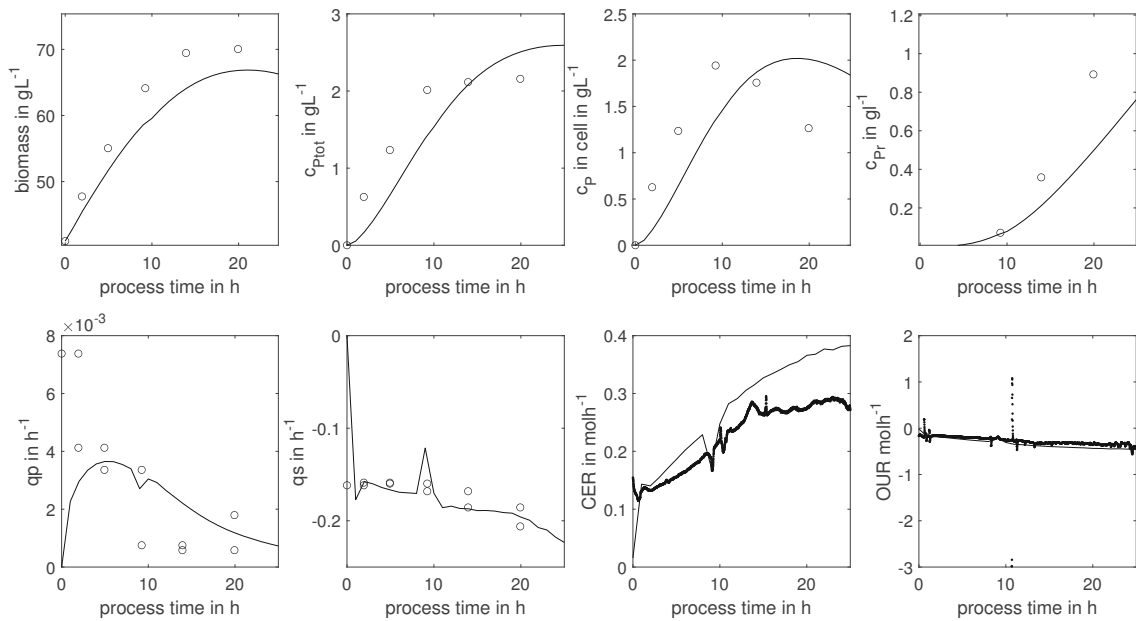 biomass in gL⁻¹
70
60
50
0 10 20
process time in h
c_Ptot in gL⁻¹
3
2
1
0
0 10 20
process time in h
c_P in cell in gL⁻¹
2.5
2
1.5
1
0.5
0
0 10 20
process time in h
c_Pr in gl⁻¹
1.2
1
0.8
0.6
0.4
0.2
0 10 20
process time in h
qp in h⁻¹
×10⁻³
8
6
4
2
0
0 10 20
process time in h
qs in h⁻¹
0
-0.1
-0.2
0 10 20
process time in h
CER in molh⁻¹
0.4
0.3
0.2
0.1
0
0 10 20
process time in h
OUR molh⁻¹
2
1
0
-1
-2
-3
0 10 20
process time in h